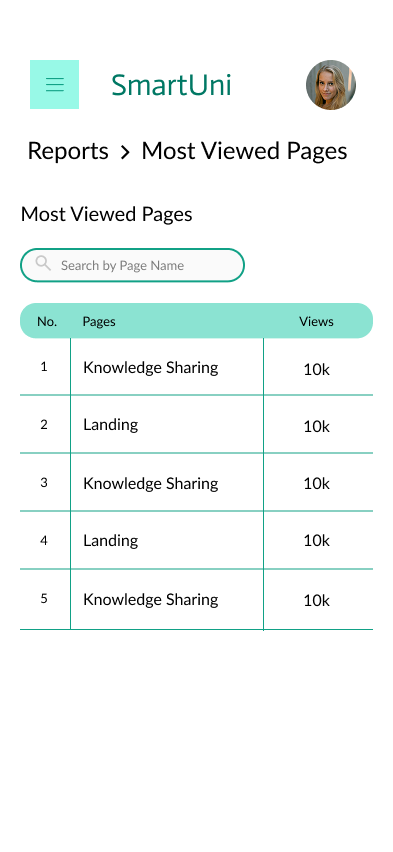 SmartUni
Reports > Most Viewed Pages
Most Viewed Pages
Search by Page Name
No. Pages Views
1 Knowledge Sharing 10k
2 Landing 10k
3 Knowledge Sharing 10k
4 Landing 10k
5 Knowledge Sharing 10k